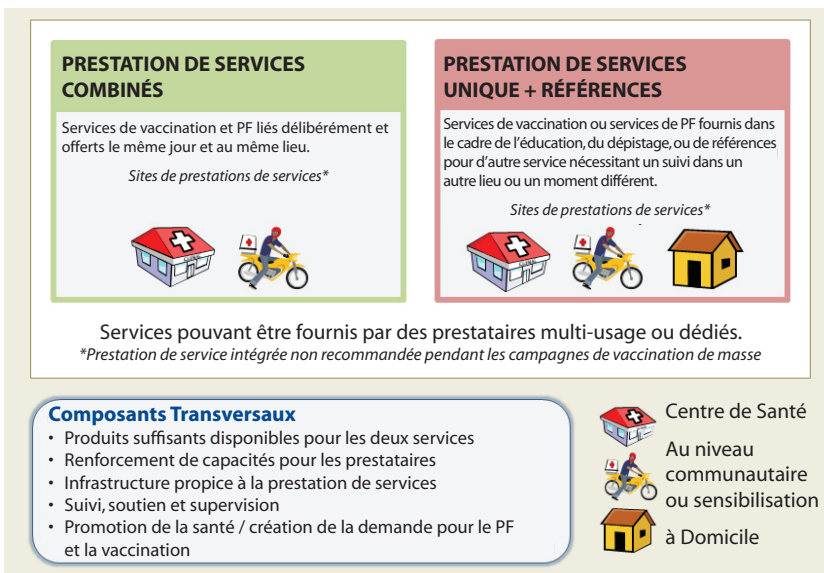 PRESTATION DE SERVICES
COMBINÉS
Services de vaccination et PF liés délibérément et
offerts le même jour et au même lieu.
Sites de prestations de services*
PRESTATION DE SERVICES
UNIQUE + RÉFÉRENCES
Services de vaccination ou services de PF fournis dans
le cadre de l’éducation, du dépistage, ou de références
pour d’autre service nécessitant un suivi dans un
autre lieu ou un moment différent.
Sites de prestations de services*
Services pouvant être fournis par des prestataires multi-usage ou dédiés.
*Prestation de service intégrée non recommandée pendant les campagnes de vaccination de masse
Composants Transversaux
• Produits suffisants disponibles pour les deux services
• Renforcement de capacités pour les prestataires
• Infrastructure propice à la prestation de services
• Suivi, soutien et supervision
• Promotion de la santé / création de la demande pour le PF
et la vaccination
Centre de Santé
Au niveau
communautaire
ou sensibilisation
à Domicile